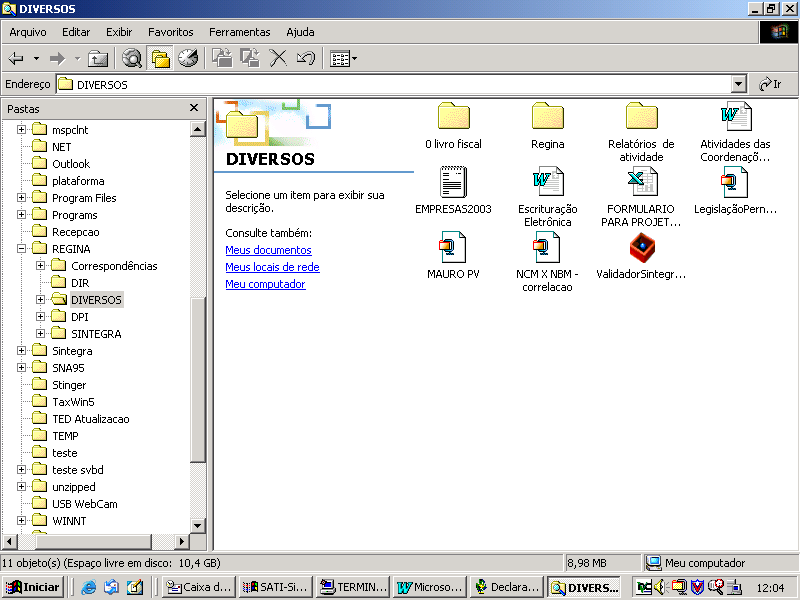 DIVERSOS
Arquivo Editar Exibir Favoritos Ferramentas Ajuda
Endereço DIVERSOS Ir
Pastas
mspclnt
NET
Outlook
plataforma
Program Files
Programs
Recepcao
REGINA
Correspondências
DIR
DIVERSOS
DPI
SINTEGRA
Sintegra
SNA95
Stinger
TaxWin5
TED Atualizacao
TEMP
teste
teste svbd
unzipped
USB WebCam
WINNT
DIVERSOS
Selecione um item para exibir sua
descrição.
Consulte também:
Meus documentos
Meus locais de rede
Meu computador
0 livro fiscal
Regina
Relatórios de
atividade
Atividades das
Coordenaçõ...
EMPRESAS2003
Escrituração
Eletrônica
FORMULARIO
PARA PROJET...
LegislaçãoPern...
MAURO PV
NCM X NBM -
correlacao
ValidadorSintegr...
11 objeto(s) (Espaço livre em disco: 10,4 GB)
8,98 MB
Meu computador
Iniciar
Caixa d...
SATI-Si...
TERMIN...
Microso...
Declara...
DIVERS...
12:04